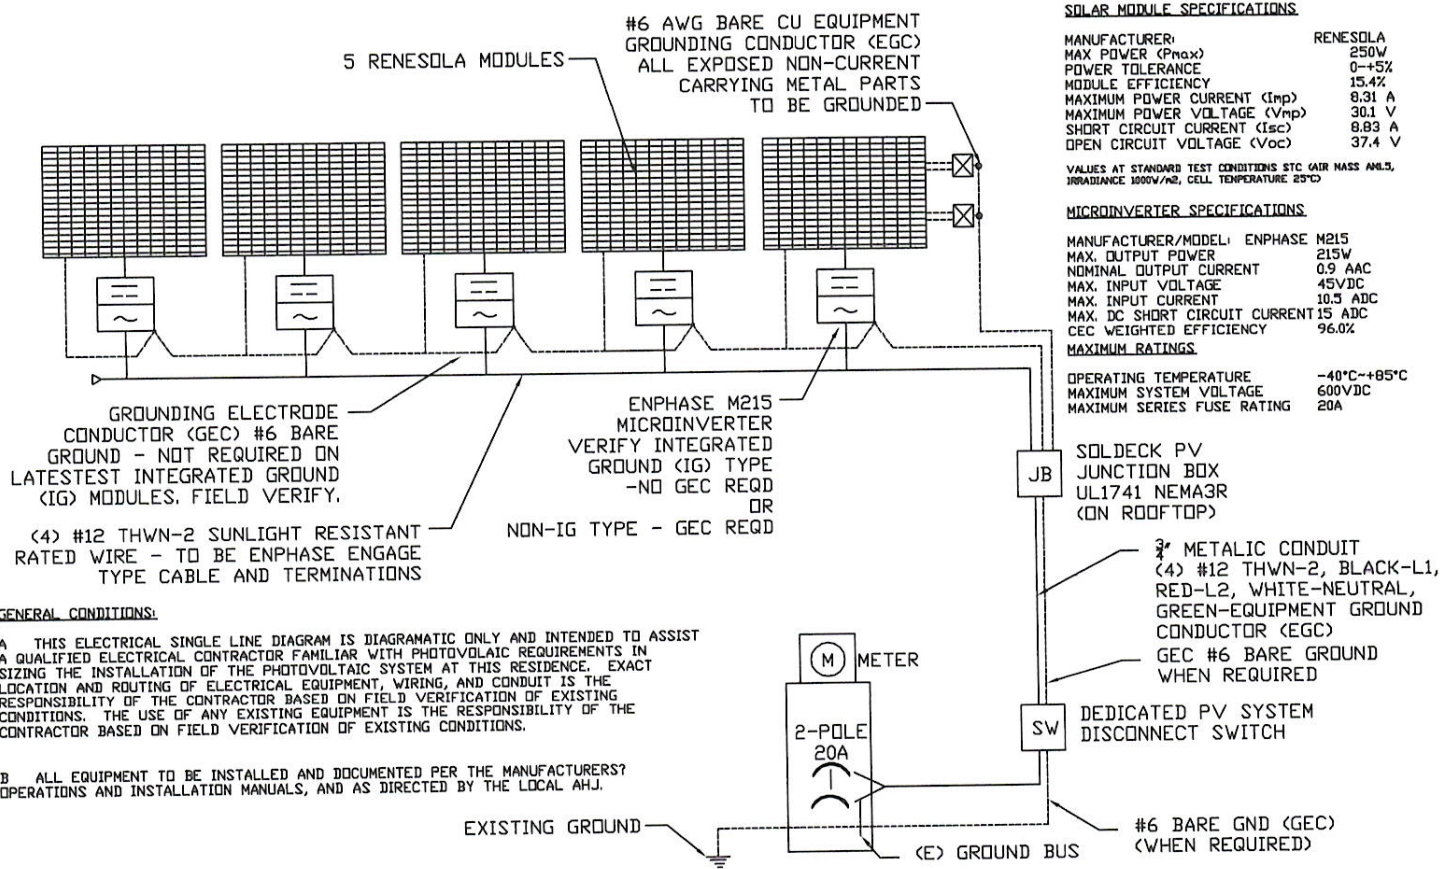 #6 AWG BARE CU EQUIPMENT
GROUNDING CONDUCTOR (EGC)
ALL EXPOSED NON-CURRENT
CARRYING METAL PARTS
TO BE GROUNDED
5 RENESOLA MODULES
SOLAR MODULE SPECIFICATIONS
MANUFACTURER: RENESOLA
MAX POWER (Pmax) 250W
POWER TOLERANCE 0-+5%
MODULE EFFICIENCY 15.4%
MAXIMUM POWER CURRENT (Imp) 8.31 A
MAXIMUM POWER VOLTAGE (Vmp) 30.1 V
SHORT CIRCUIT CURRENT (Isc) 8.83 A
OPEN CIRCUIT VOLTAGE (Voc) 37.4 V
VALUES AT STANDARD TEST CONDITIONS STC (AIR MASS AM1.5,
IRRADIANCE 1000W/m2, CELL TEMPERATURE 25°C)
MICROINVERTER SPECIFICATIONS
MANUFACTURER/MODEL: ENPHASE M215
MAX. OUTPUT POWER 215W
NOMINAL OUTPUT CURRENT 0.9 AAC
MAX. INPUT VOLTAGE 45VDC
MAX. INPUT CURRENT 10.5 ADC
MAX. DC SHORT CIRCUIT CURRENT 15 ADC
CEC WEIGHTED EFFICIENCY 96.0%
MAXIMUM RATINGS
OPERATING TEMPERATURE -40°C~+85°C
MAXIMUM SYSTEM VOLTAGE 600VDC
MAXIMUM SERIES FUSE RATING 20A
GROUNDING ELECTRODE
CONDUCTOR (GEC) #6 BARE
GROUND - NOT REQUIRED ON
LATESTEST INTEGRATED GROUND
(IG) MODULES. FIELD VERIFY.
ENPHASE M215
MICROINVERTER
VERIFY INTEGRATED
GROUND (IG) TYPE
-NO GEC REQD
OR
NON-IG TYPE - GEC REQD
(4) #12 THWN-2 SUNLIGHT RESISTANT
RATED WIRE - TO BE ENPHASE ENGAGE
TYPE CABLE AND TERMINATIONS
JB
SOLDECK PV
JUNCTION BOX
UL1741 NEMA3R
(ON ROOFTOP)
3/4" METALIC CONDUIT
(4) #12 THWN-2, BLACK-L1,
RED-L2, WHITE-NEUTRAL,
GREEN-EQUIPMENT GROUND
CONDUCTOR (EGC)
GEC #6 BARE GROUND
WHEN REQUIRED
GENERAL CONDITIONS:
A THIS ELECTRICAL SINGLE LINE DIAGRAM IS DIAGRAMATIC ONLY AND INTENDED TO ASSIST
A QUALIFIED ELECTRICAL CONTRACTOR FAMILIAR WITH PHOTOVOLAIC REQUIREMENTS IN
SIZING THE INSTALLATION OF THE PHOTOVOLTAIC SYSTEM AT THIS RESIDENCE. EXACT
LOCATION AND ROUTING OF ELECTRICAL EQUIPMENT, WIRING, AND CONDUIT IS THE
RESPONSIBILITY OF THE CONTRACTOR BASED ON FIELD VERIFICATION OF EXISTING
CONDITIONS. THE USE OF ANY EXISTING EQUIPMENT IS THE RESPONSIBILITY OF THE
CONTRACTOR BASED ON FIELD VERIFICATION OF EXISTING CONDITIONS.
B ALL EQUIPMENT TO BE INSTALLED AND DOCUMENTED PER THE MANUFACTURERS?
OPERATIONS AND INSTALLATION MANUALS, AND AS DIRECTED BY THE LOCAL AHJ.
M METER
2-POLE
20A
SW
DEDICATED PV SYSTEM
DISCONNECT SWITCH
EXISTING GROUND
(E) GROUND BUS
#6 BARE GND (GEC)
(WHEN REQUIRED)